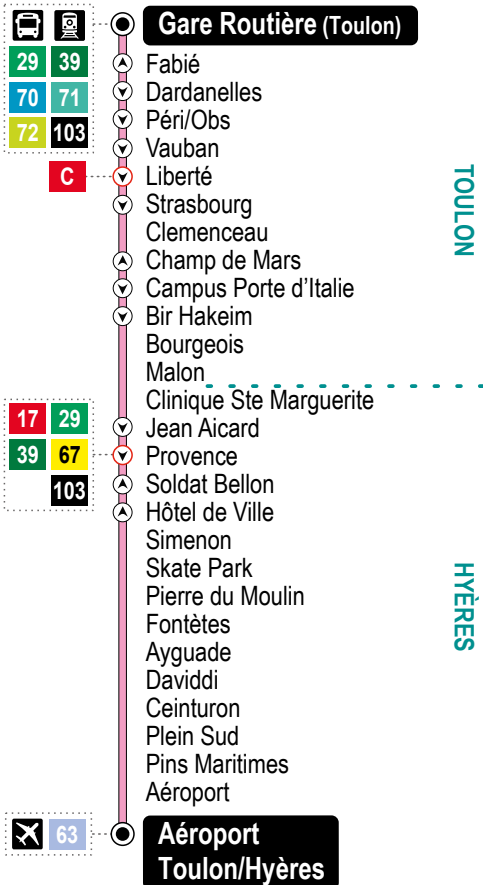 Gare Routière (Toulon)
29 39
70 71
72 103
Fabié
Dardanelles
Péri/Obs
Vauban
C
Liberté
Strasbourg
Clemenceau
Champ de Mars
Campus Porte d'Italie
Bir Hakeim
Bourgeois
Malon
TOULON
Clinique Ste Marguerite
17 29
39 67
103
Jean Aicard
Provence
Soldat Bellon
Hôtel de Ville
Simenon
Skate Park
Pierre du Moulin
Fontètes
Ayguade
Daviddi
Ceinturon
Plein Sud
Pins Maritimes
Aéroport
HYÈRES
63
Aéroport
Toulon/Hyères